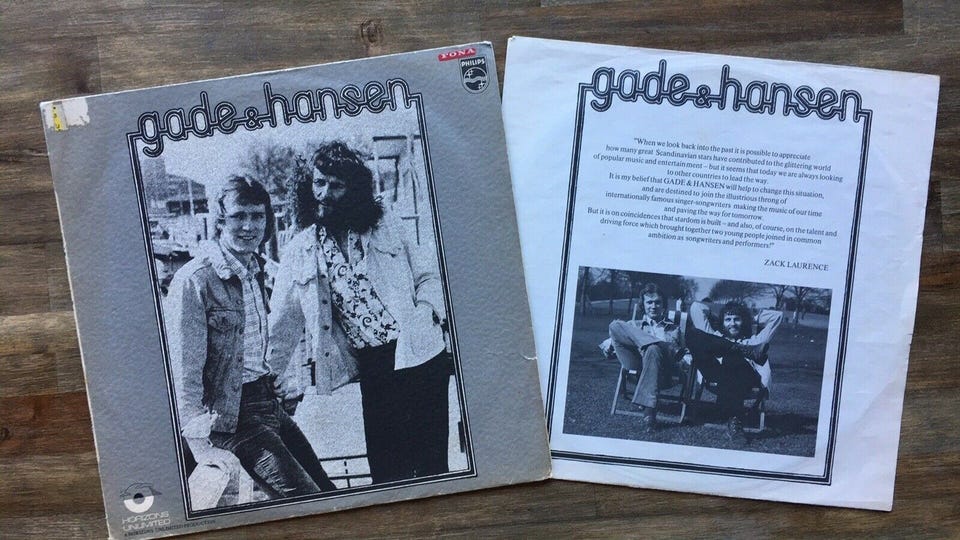 FONA
PHILIPS
gade & hansen
HORIZONS
UNLIMITED
A HORIZONS UNLIMITED PRODUCTION
gade & hansen
"When we look back into the past it is possible to appreciate
how many great Scandinavian stars have contributed to the glittering world
of popular music and entertainment – but it seems that today we are always looking
to other countries to lead the way.
It is my belief that GADE & HANSEN will help to change this situation,
and are destined to join the illustrious throng of
internationally famous singer-songwriters making the music of our time
and paving the way for tomorrow.
But it is on coincidences that stardom is built – and also, of course, on the talent and
driving force which brought together two young people joined in common
ambition as songwriters and performers!"
ZACK LAURENCE